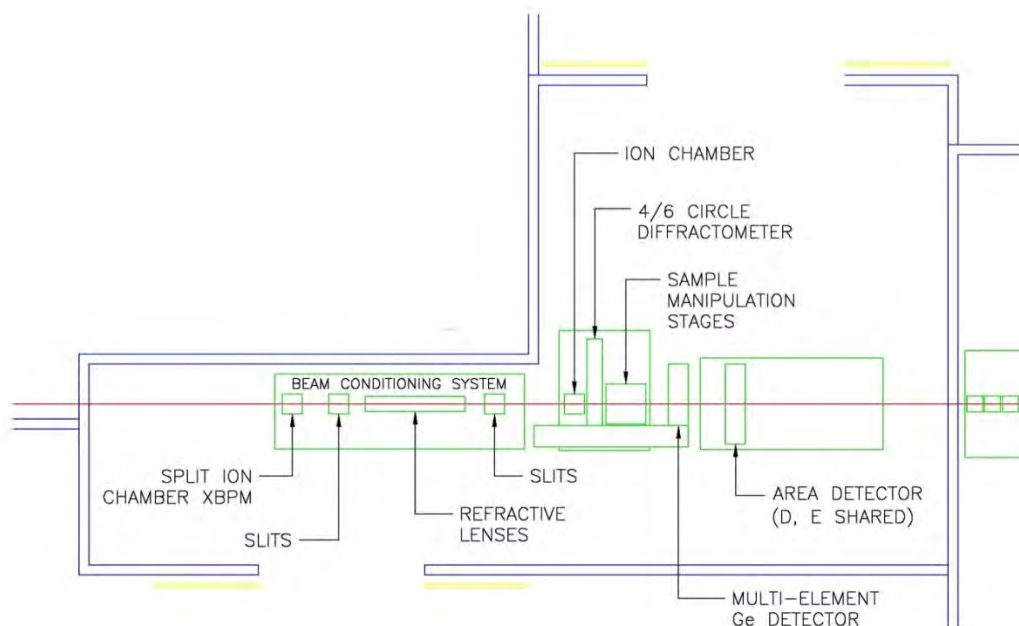 ION CHAMBER
4/6 CIRCLE
DIFFRACTOMETER
SAMPLE
MANIPULATION
STAGES
BEAM CONDITIONING SYSTEM
SPLIT ION
CHAMBER XBPM
SLITS
REFRACTIVE
LENSES
SLITS
AREA DETECTOR
(D, E SHARED)
MULTI-ELEMENT
Ge DETECTOR